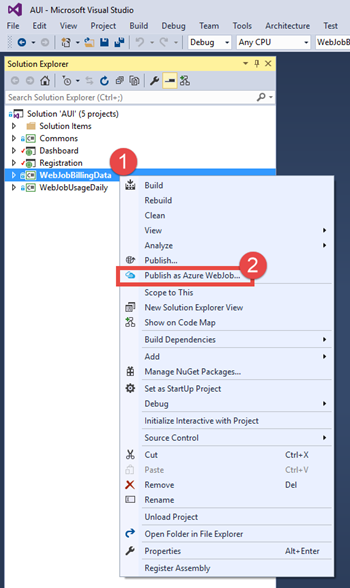 AUI - Microsoft Visual Studio
File Edit View Project Build Debug Team Tools Architecture Test
Debug Any CPU WebJobB
Solution Explorer
Search Solution Explorer (Ctrl+;)
Solution 'AUI' (5 projects)
Solution Items
Commons
Dashboard
Registration
1
WebJobBillingData
WebJobUsageDaily
Build
Rebuild
Clean
View
Analyze
Publish...
2
Publish as Azure WebJob...
Scope to This
New Solution Explorer View
Show on Code Map
Build Dependencies
Add
Manage NuGet Packages...
Set as StartUp Project
Debug
Initialize Interactive with Project
Source Control
Cut Ctrl+X
Paste Ctrl+V
Remove Del
Rename
Unload Project
Open Folder in File Explorer
Properties Alt+Enter
Register Assembly